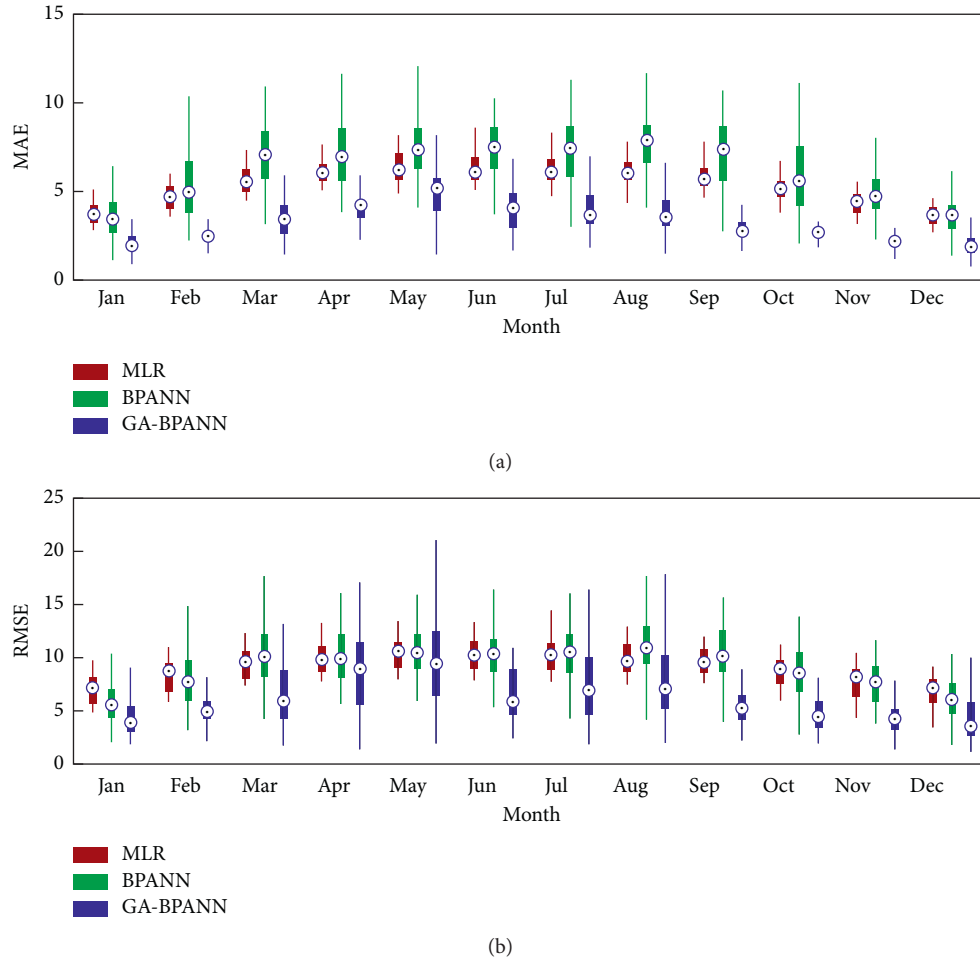 15
10
MAE
5
0
Jan Feb Mar Apr May Jun Jul Aug Sep Oct Nov Dec
Month
MLR
BPANN
GA-BPANN
(a)
25
20
15
RMSE
10
5
0
Jan Feb Mar Apr May Jun Jul Aug Sep Oct Nov Dec
Month
MLR
BPANN
GA-BPANN
(b)